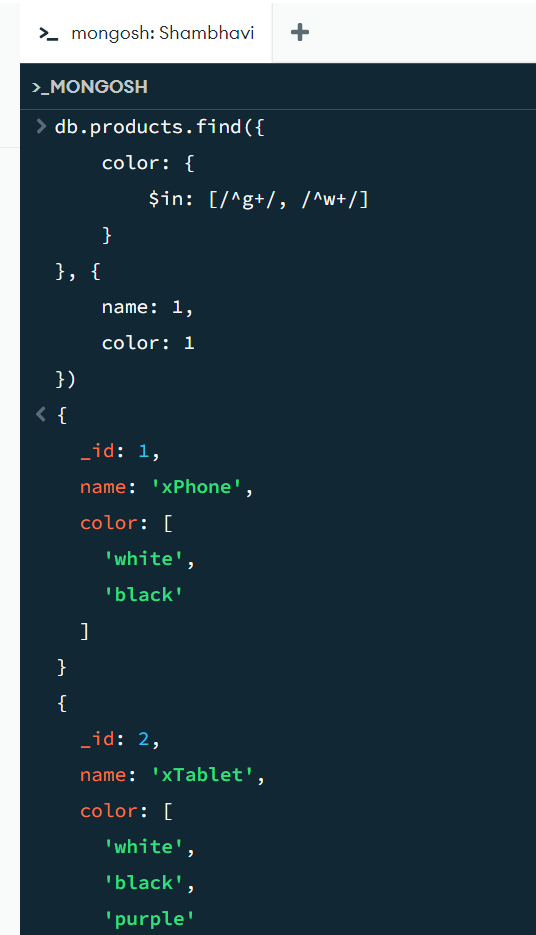 >_ mongosh: Shambhavi +
>_MONGOSH
> db.products.find({
color: {
$in: [/^g+/, /^w+/]
}
}, {
name: 1,
color: 1
})
< {
_id: 1,
name: 'xPhone',
color: [
'white',
'black'
]
}
{
_id: 2,
name: 'xTablet',
color: [
'white',
'black',
'purple'